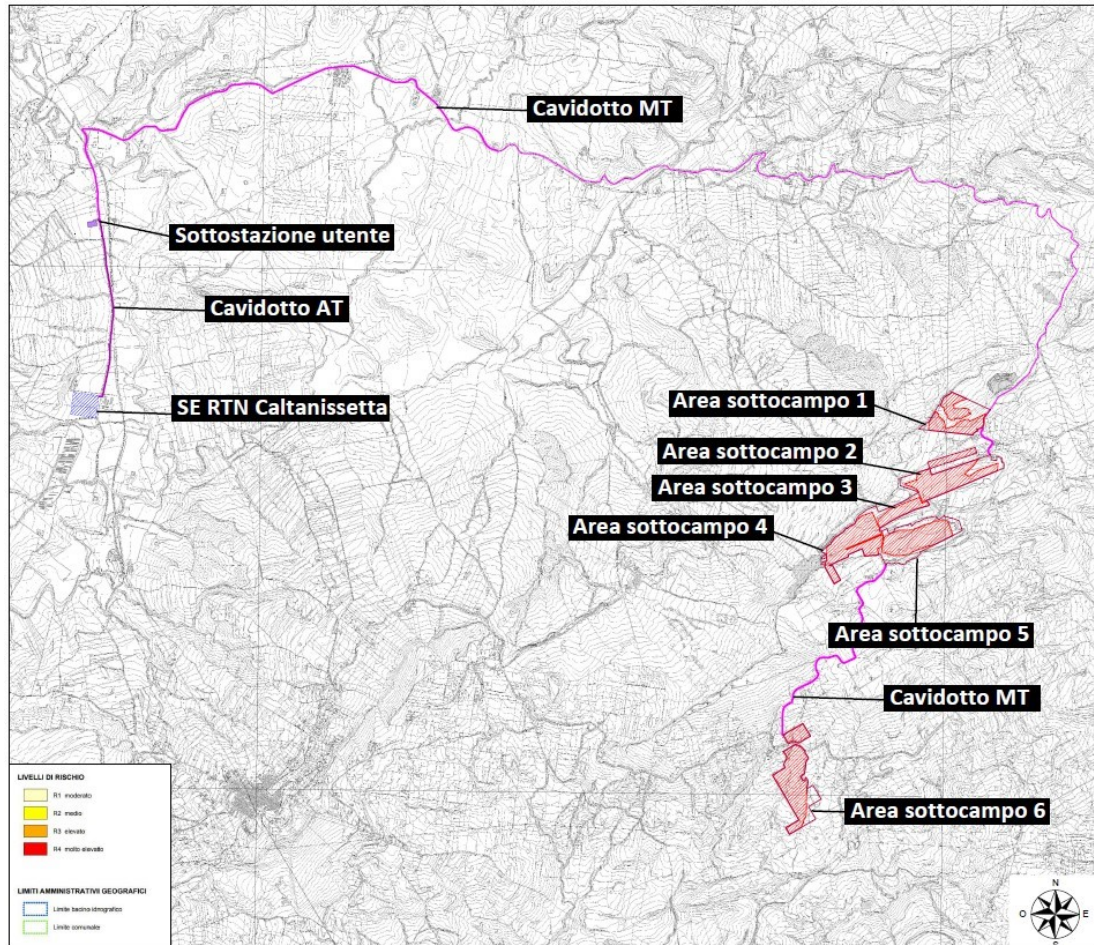 Cavidotto MT
Sottostazione utente
Cavidotto AT
SE RTN Caltanissetta
Area sottocampo 1
Area sottocampo 2
Area sottocampo 3
Area sottocampo 4
Area sottocampo 5
Cavidotto MT
Area sottocampo 6
LIVELLI DI RISCHIO
R1 moderato
R2 medio
R3 elevato
R4 molto elevato
LIMITI AMMINISTRATIVI GEOGRAFICI
Limite bacino idrografico
Limite comunale
N
O
E
S